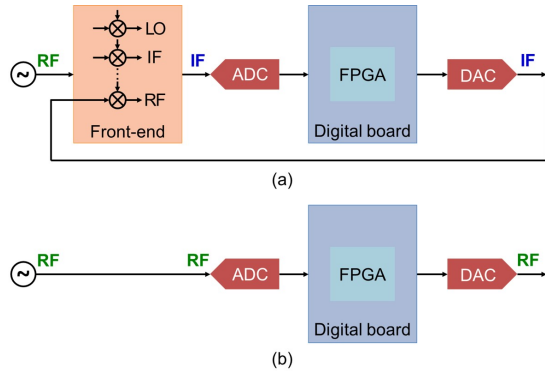 LO
RF
IF
IF
ADC
FPGA
DAC
IF
RF
Front-end
Digital board
(a)
RF
RF
ADC
FPGA
DAC
RF
Digital board
(b)